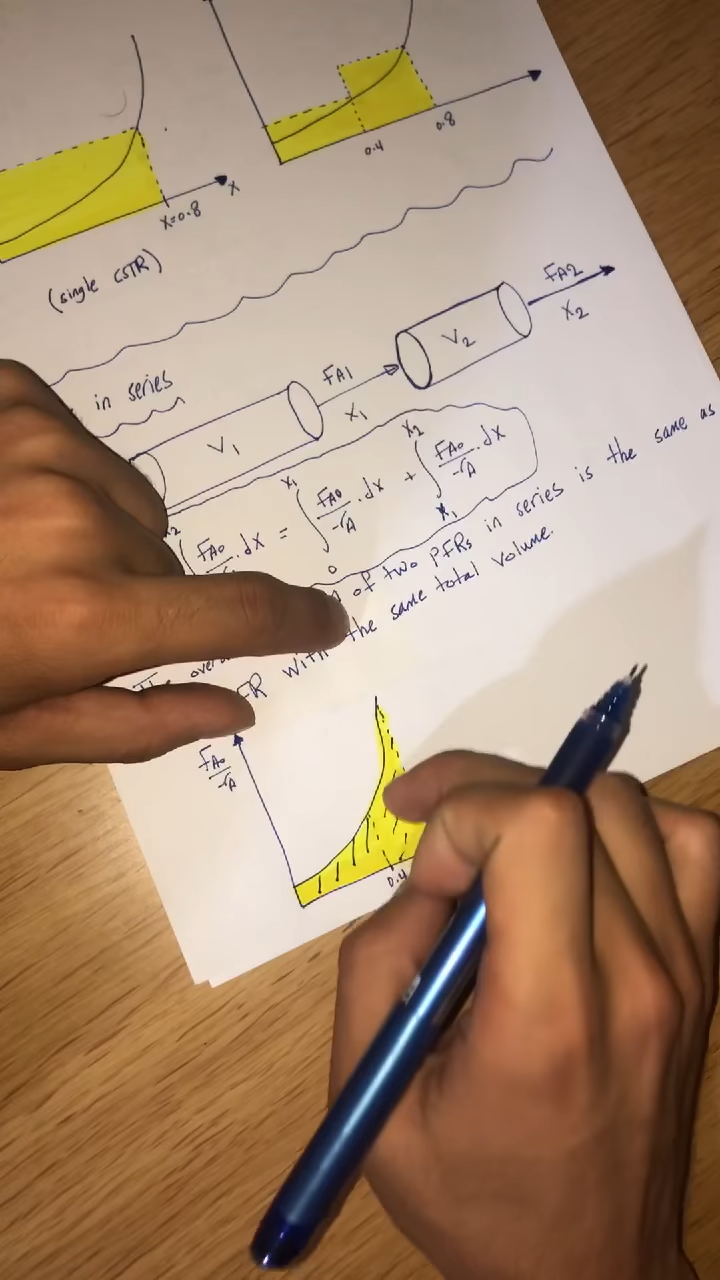 0.4
0.8
X
X=0.8
(single CSTR)
in series
V1
FA1
X1
V2
FA2
X2
X2 FA0 .dX = X1 ∫ 0 FA0/-rA .dX + X2 ∫ X1 FA0/-rA .dX
of two PFRs in series is the same as
with the same total volume.
FA0/-rA
0.4